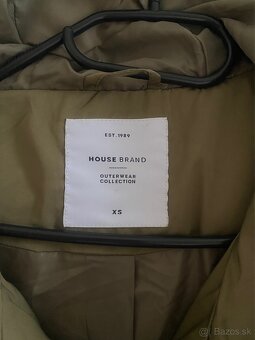 EST. 1989
HOUSE BRAND
OUTERWEAR
COLLECTION
XS
Bazos.sk